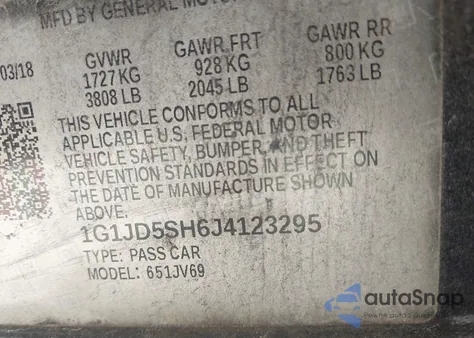 MFD BY GENERAL MOTOR
03/18
GVWR GAWR FRT GAWR RR
1727 KG 928 KG 800 KG
3808 LB 2045 LB 1763 LB
THIS VEHICLE CONFORMS TO ALL
APPLICABLE U.S. FEDERAL MOTOR
VEHICLE SAFETY, BUMPER, AND THEFT
PREVENTION STANDARDS IN EFFECT ON
THE DATE OF MANUFACTURE SHOWN
ABOVE.
1G1JD5SH6J4123295
TYPE: PASS CAR
MODEL: 651JV69
autoSnap